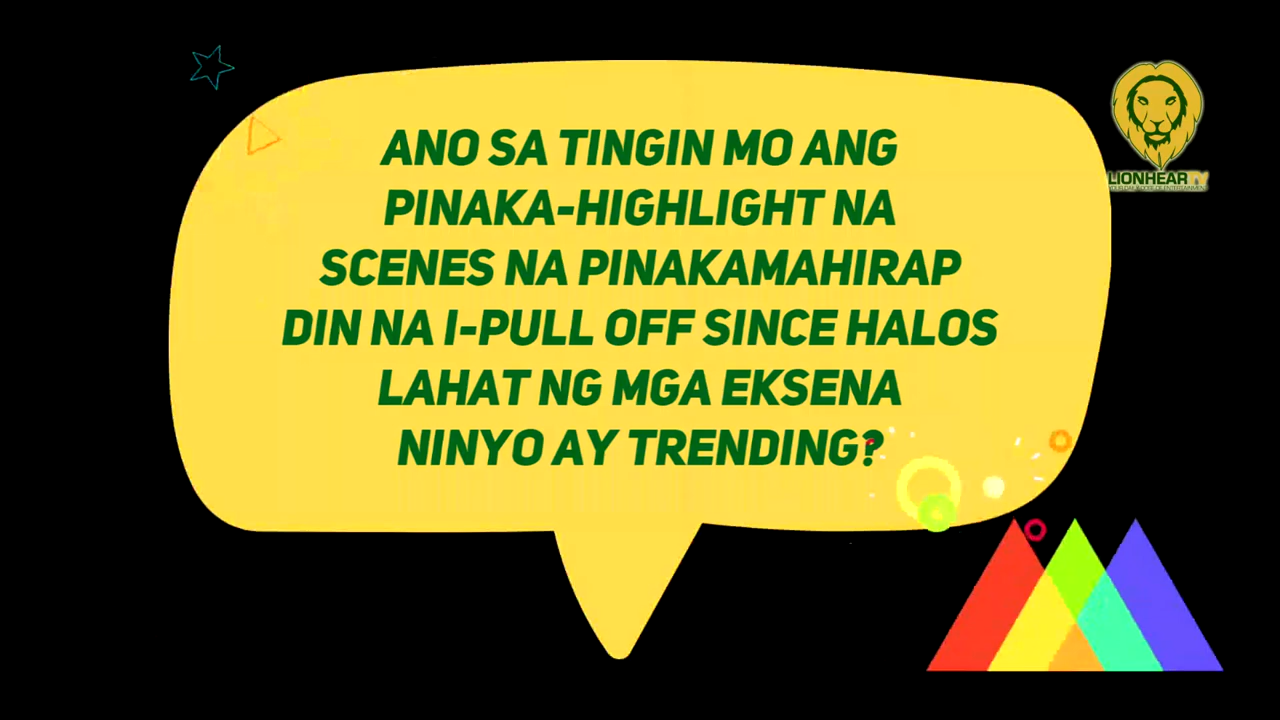 ANO SA TINGIN MO ANG
PINAKA-HIGHLIGHT NA
SCENES NA PINAKAMAHIRAP
DIN NA I-PULL OFF SINCE HALOS
LAHAT NG MGA EKSENA
NINYO AY TRENDING?
LIONHEARTV